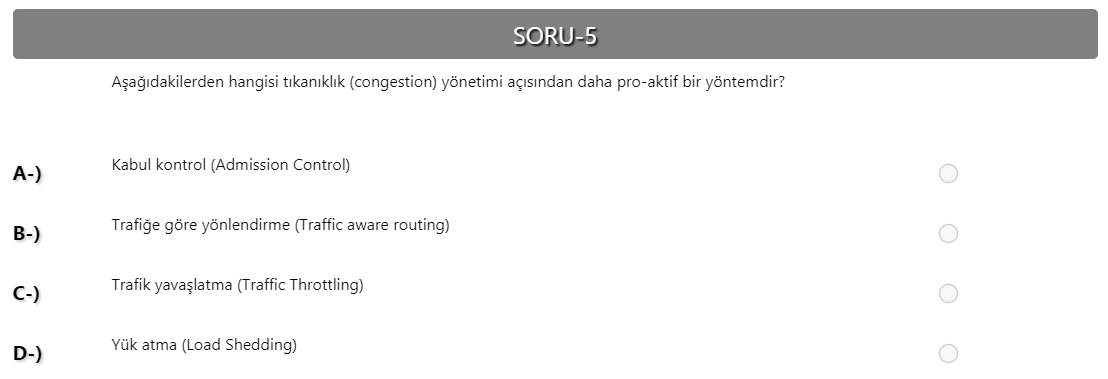 SORU-5
Aşağıdakilerden hangisi tıkanıklık (congestion) yönetimi açısından daha pro-aktif bir yöntemdir?
A-) Kabul kontrol (Admission Control)
B-) Trafiğe göre yönlendirme (Traffic aware routing)
C-) Trafik yavaşlatma (Traffic Throttling)
D-) Yük atma (Load Shedding)